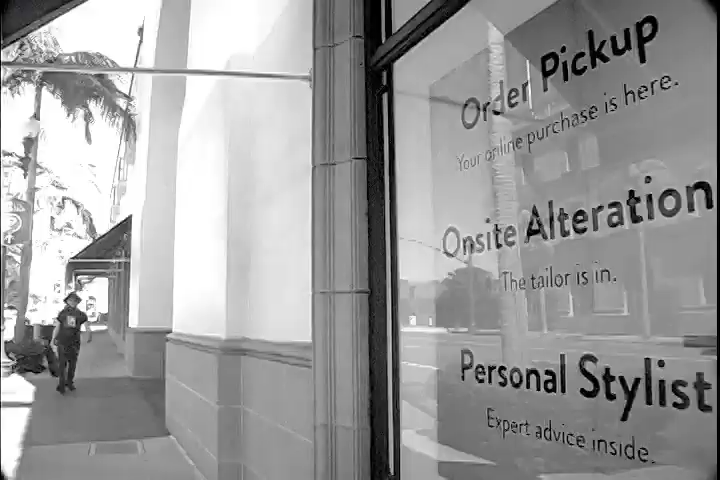 Order Pickup
Your online purchase is here.
Onsite Alteration
The tailor is in.
Personal Stylist
Expert advice inside.